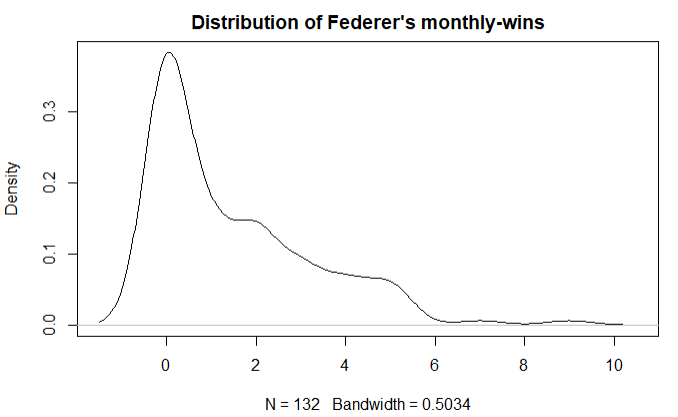 Distribution of Federer's monthly-wins
Density
0.3
0.2
0.1
0.0
0 2 4 6 8 10
N = 132 Bandwidth = 0.5034